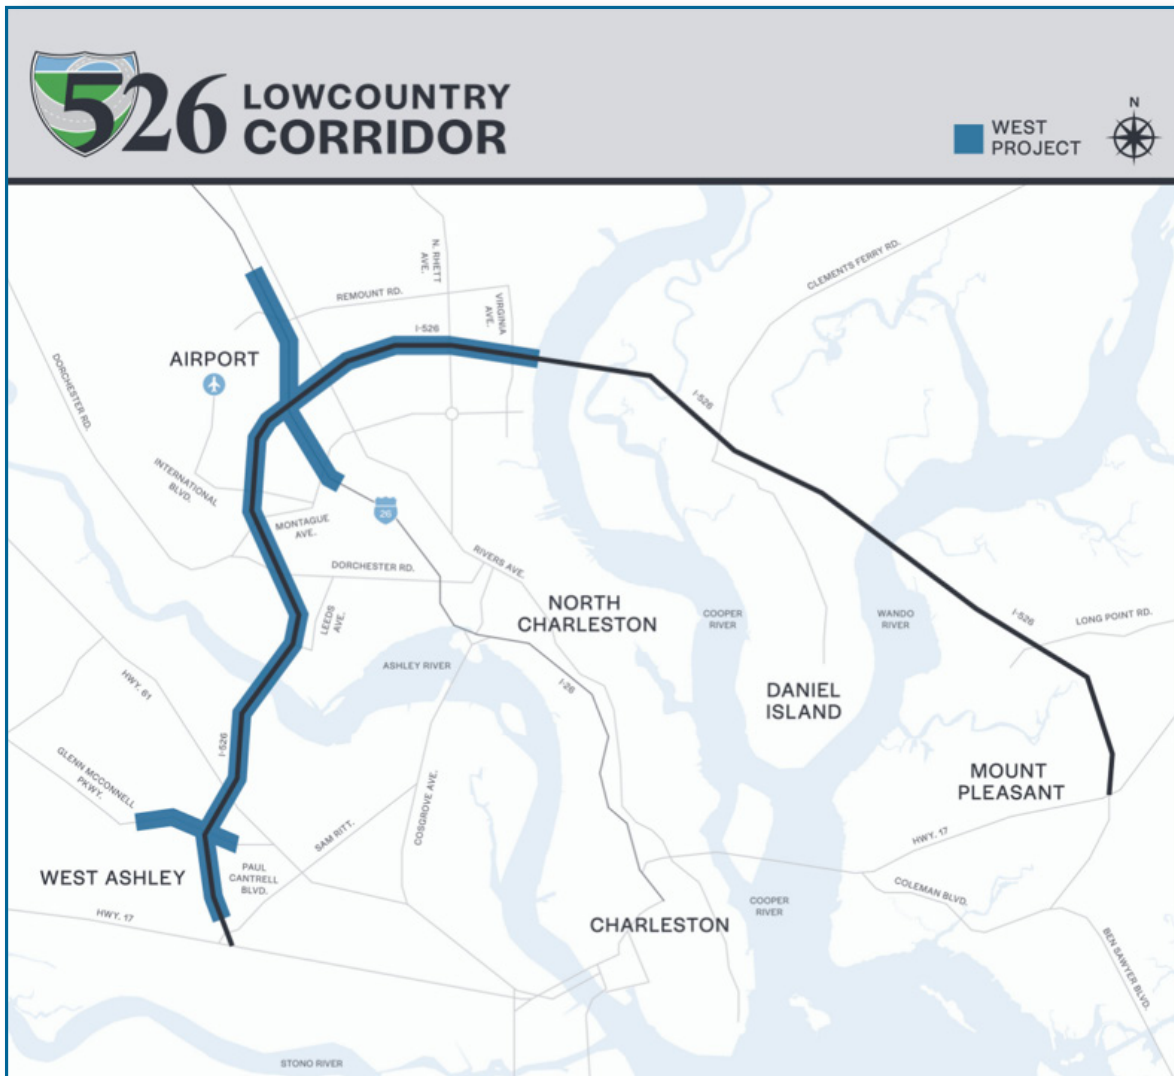 526 LOWCOUNTRY
CORRIDOR
WEST
PROJECT
N
N. RHETT
AVE.
CLEMENTS FERRY RD.
REMOUNT RD.
VIRGINIA
AVE.
I-526
AIRPORT
DORCHESTER RD.
I-526
INTERNATIONAL
BLVD.
26
MONTAGUE
AVE.
RIVERS AVE.
DORCHESTER RD.
NORTH
CHARLESTON
COOPER
RIVER
WANDO
RIVER
I-526
LONG POINT RD.
LEEDS
AVE.
ASHLEY RIVER
HWY. 61
I-26
DANIEL
ISLAND
I-526
GLENN MCCONNELL
PKWY.
MOUNT
PLEASANT
COSGROVE AVE.
SAM RITT.
HWY. 17
WEST ASHLEY
PAUL
CANTRELL
BLVD.
COLEMAN BLVD.
HWY. 17
COOPER
RIVER
CHARLESTON
BEN SAWYER BLVD.
STONO RIVER